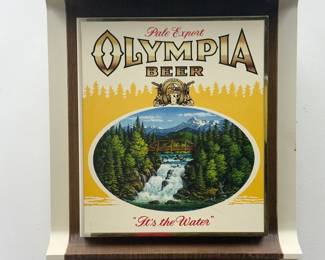 Pale Export
OLYMPIA
BEER
"It's the Water"